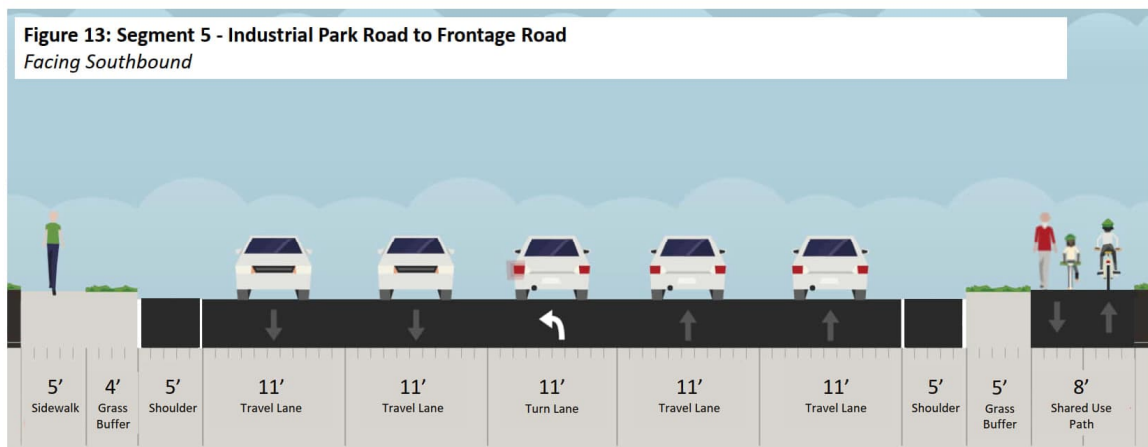 Figure 13: Segment 5 - Industrial Park Road to Frontage Road
Facing Southbound
5’ 4’ 5’ 11’ 11’ 11’ 11’ 11’ 5’ 5’ 8’
Sidewalk Grass Shoulder Travel Lane Travel Lane Turn Lane Travel Lane Travel Lane Shoulder Grass Shared Use
Buffer Buffer Path